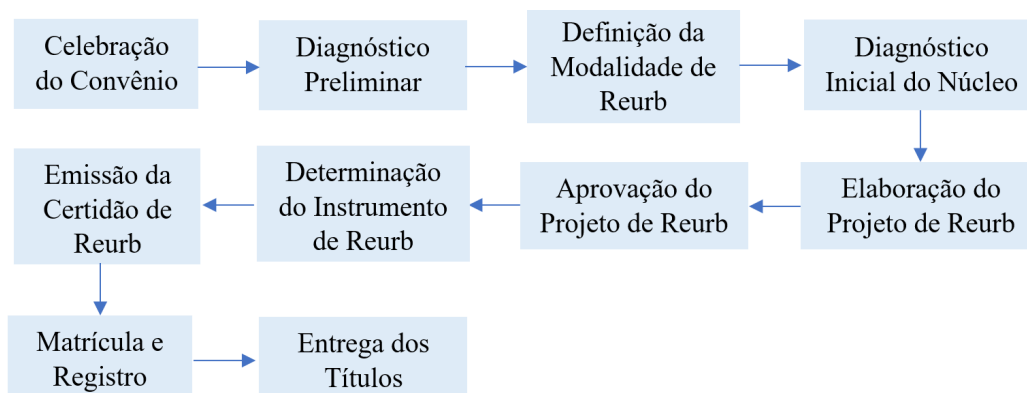 Celebração
do Convênio
Diagnóstico
Preliminar
Definição da
Modalidade de
Reurb
Diagnóstico
Inicial do Núcleo
Elaboração do
Projeto de Reurb
Aprovação do
Projeto de Reurb
Determinação
do Instrumento
de Reurb
Emissão da
Certidão de
Reurb
Matrícula e
Registro
Entrega dos
Títulos